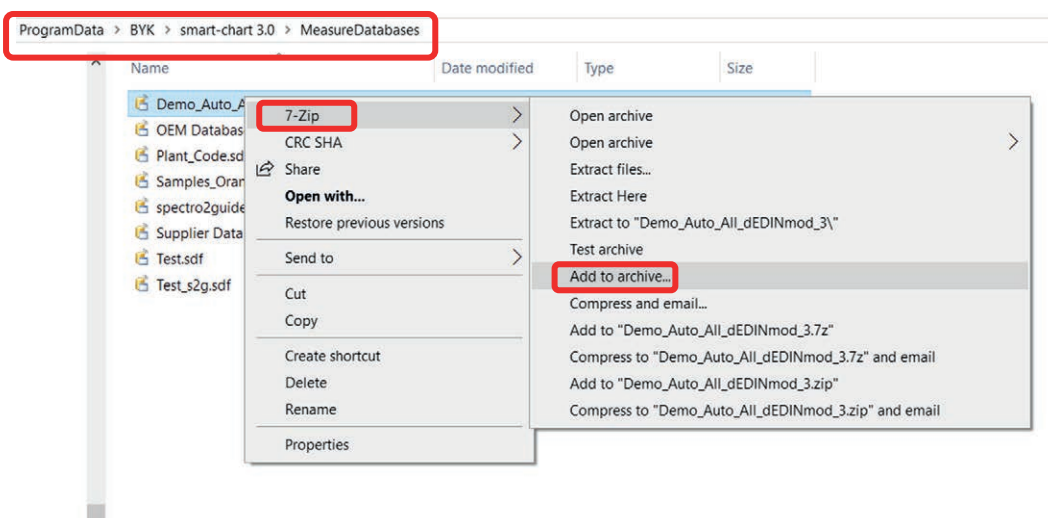 ProgramData > BYK > smart-chart 3.0 > MeasureDatabases
Name Date modified Type Size
Demo_Auto_A
OEM Databas
Plant_Code.sd
Samples_Oran
spectro2guide
Supplier Data
Test.sdf
Test_s2g.sdf
7-Zip
CRC SHA
Share
Open with...
Restore previous versions
Send to
Cut
Copy
Create shortcut
Delete
Rename
Properties
Open archive
Open archive
Extract files...
Extract Here
Extract to "Demo_Auto_All_dEDINmod_3\"
Test archive
Add to archive...
Compress and email...
Add to "Demo_Auto_All_dEDINmod_3.7z"
Compress to "Demo_Auto_All_dEDINmod_3.7z" and email
Add to "Demo_Auto_All_dEDINmod_3.zip"
Compress to "Demo_Auto_All_dEDINmod_3.zip" and email